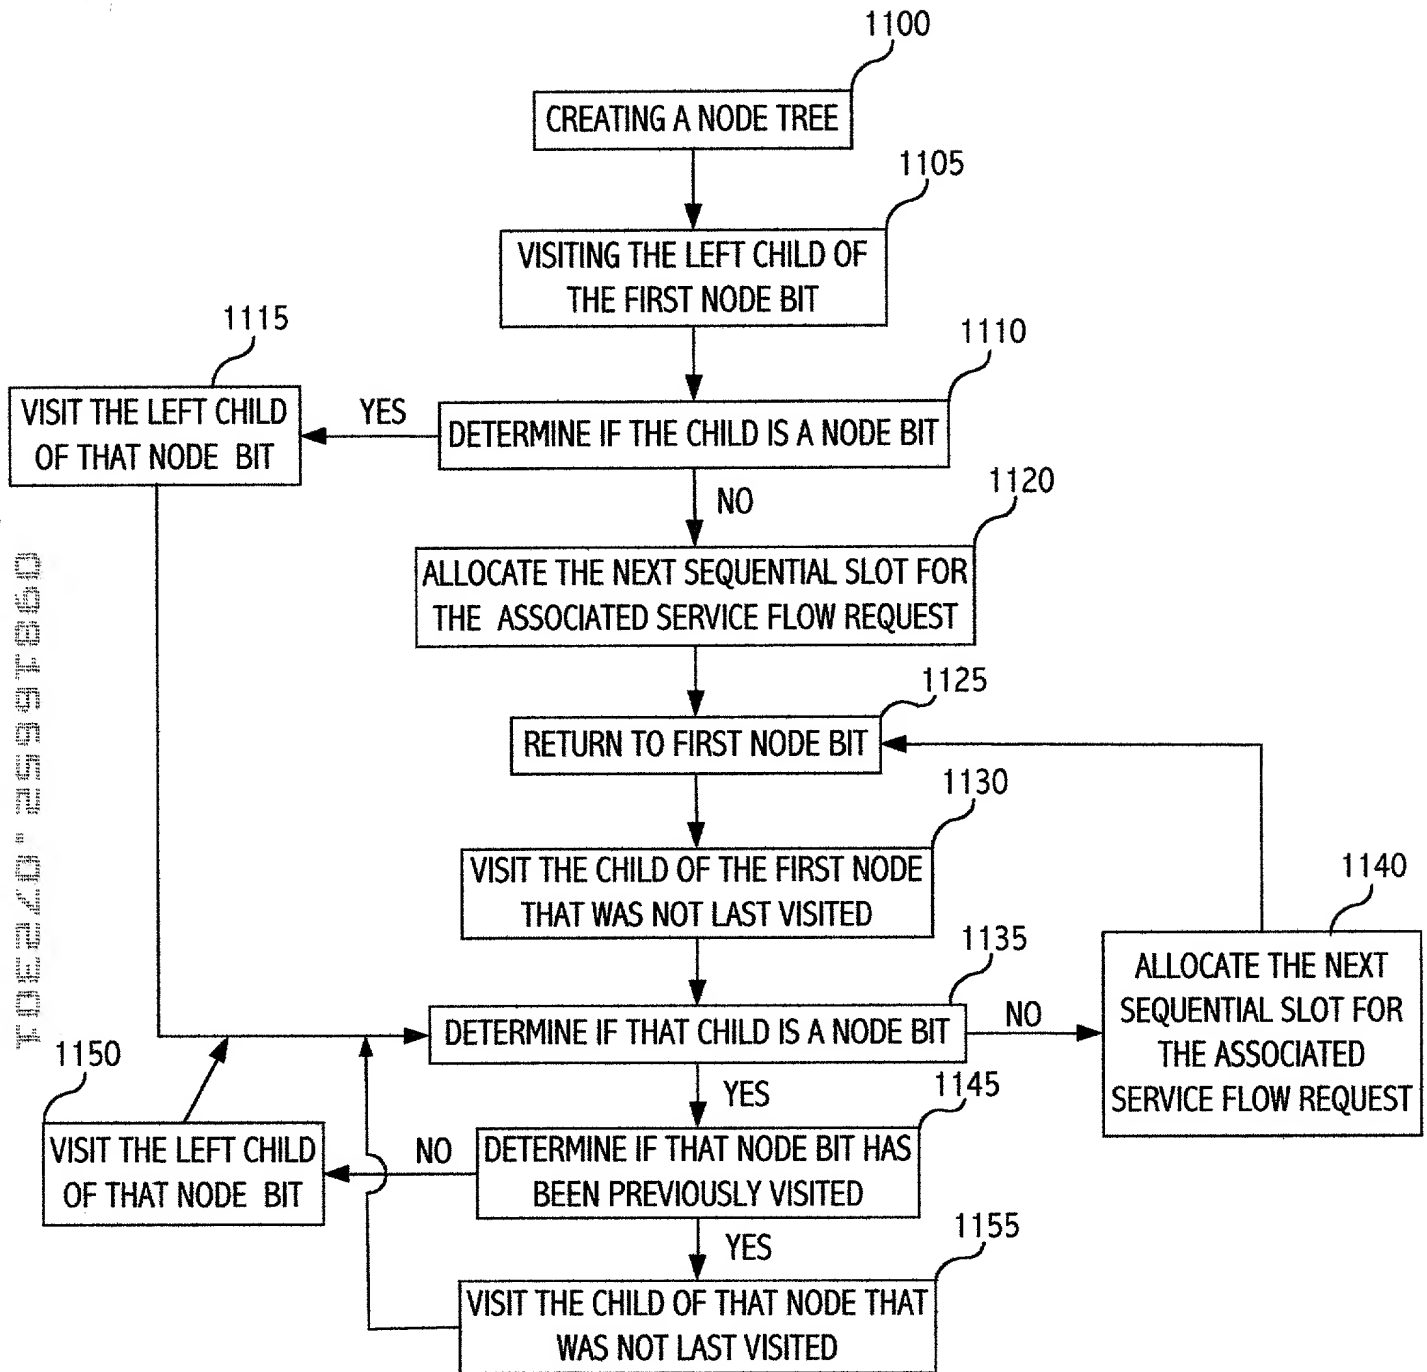 1100
CREATING A NODE TREE
1105
VISITING THE LEFT CHILD OF
THE FIRST NODE BIT
1115
1110
VISIT THE LEFT CHILD
OF THAT NODE BIT
YES
DETERMINE IF THE CHILD IS A NODE BIT
NO
1120
ALLOCATE THE NEXT SEQUENTIAL SLOT FOR
THE ASSOCIATED SERVICE FLOW REQUEST
1125
RETURN TO FIRST NODE BIT
1130
VISIT THE CHILD OF THE FIRST NODE
THAT WAS NOT LAST VISITED
1140
1135
ALLOCATE THE NEXT
SEQUENTIAL SLOT FOR
THE ASSOCIATED
SERVICE FLOW REQUEST
DETERMINE IF THAT CHILD IS A NODE BIT
NO
1150
YES
1145
VISIT THE LEFT CHILD
OF THAT NODE BIT
NO
DETERMINE IF THAT NODE BIT HAS
BEEN PREVIOUSLY VISITED
YES
1155
VISIT THE CHILD OF THAT NODE THAT
WAS NOT LAST VISITED